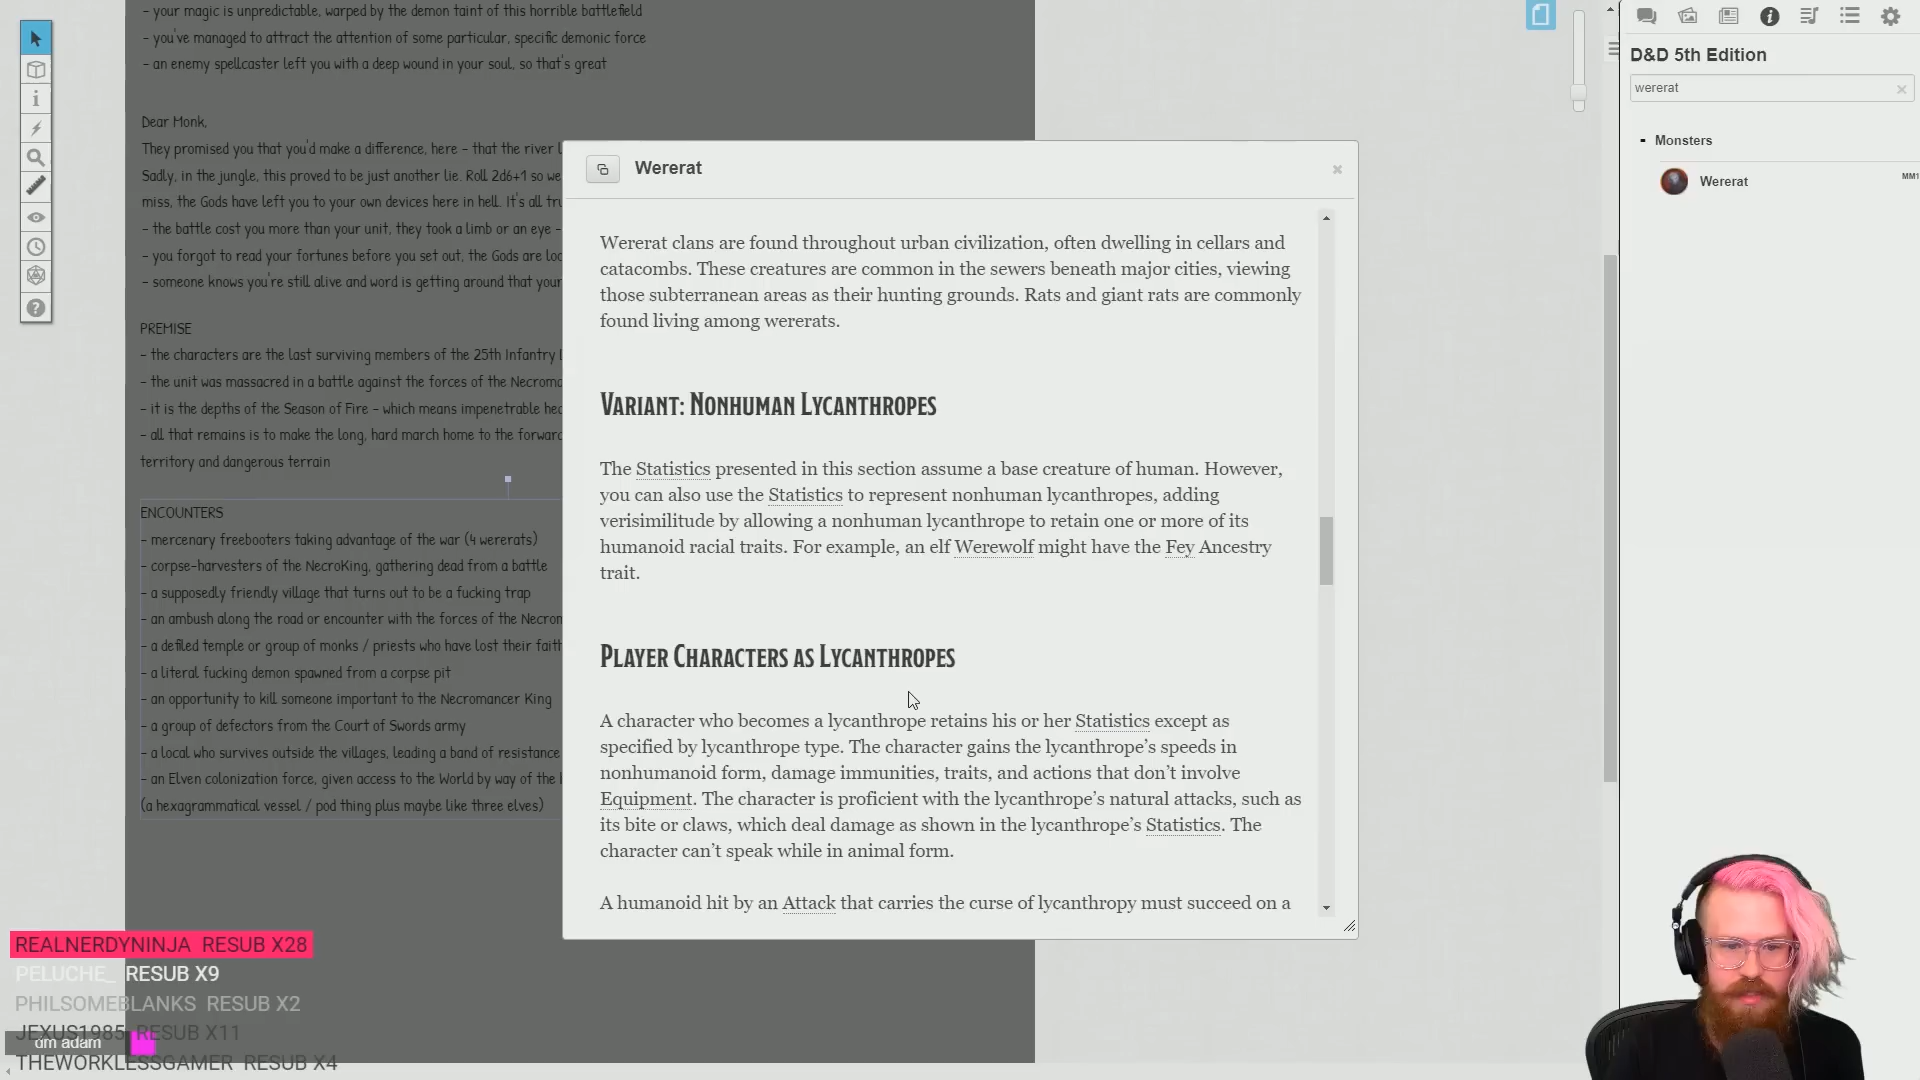 - your magic is unpredictable, warped by the demon taint of this horrible battlefield
- you've managed to attract the attention of some particular, specific demonic force
- an enemy spellcaster left you with a deep wound in your soul, so that's great
Dear Monk,
They promised you that you'd make a difference, here - that the river
Sadly, in the jungle, this proved to be just another lie. Roll 2d6+1 so we
miss, the Gods have left you to your own devices here in hell. It's all
- the battle cost you more than your unit, they took a limb or an eye -
- you forgot to read your fortunes before you set out, the Gods are
- someone knows you're still alive and word is getting around that your
PREMISE
- the characters are the last surviving members of the 25th Infantry
- the unit was massacred in a battle against the forces of the
- it is the depths of the Season of Fire - which means impenetrable
- all that remains is to make the long, hard march home to the
territory and dangerous terrain
ENCOUNTERS
- mercenary freebooters taking advantage of the war (4 wererats)
- corpse-harvesters of the NecroKing, gathering dead from a battle
- a supposedly friendly village that turns out to be a fucking trap
- an ambush along the road or encounter with the forces of the
- a defiled temple or group of monks / priests who have lost their faith
- a literal fucking demon spawned from a corpse pit
- an opportunity to kill someone important to the Necromancer King
- a group of defectors from the Court of Swords army
- a local who survives outside the villages, leading a band of resistance
- an Elven colonization force, given access to the World by way of the
(a hexagrammatical vessel / pod thing plus maybe like three elves)
Wererat
Wererat clans are found throughout urban civilization, often dwelling in cellars and
catacombs. These creatures are common in the sewers beneath major cities, viewing
those subterranean areas as their hunting grounds. Rats and giant rats are commonly
found living among wererats.
VARIANT: NONHUMAN LYCANTHROPES
The Statistics presented in this section assume a base creature of human. However,
you can also use the Statistics to represent nonhuman lycanthropes, adding
verisimilitude by allowing a nonhuman lycanthrope to retain one or more of its
humanoid racial traits. For example, an elf Werewolf might have the Fey Ancestry
trait.
PLAYER CHARACTERS AS LYCANTHROPES
A character who becomes a lycanthrope retains his or her Statistics except as
specified by lycanthrope type. The character gains the lycanthrope's speeds in
nonhumanoid form, damage immunities, traits, and actions that don't involve
Equipment. The character is proficient with the lycanthrope's natural attacks, such as
its bite or claws, which deal damage as shown in the lycanthrope's Statistics. The
character can't speak while in animal form.
A humanoid hit by an Attack that carries the curse of lycanthropy must succeed on a
D&D 5th Edition
wererat
Monsters
Wererat
MM1
REALNERDYNINJA RESUB X28
PELUCHE_ RESUB X9
PHILSOMEBLANKS RESUB X2
JEXUS1985 RESUB X11
dm adam
THEWORKLESSGAMER RESUB X4